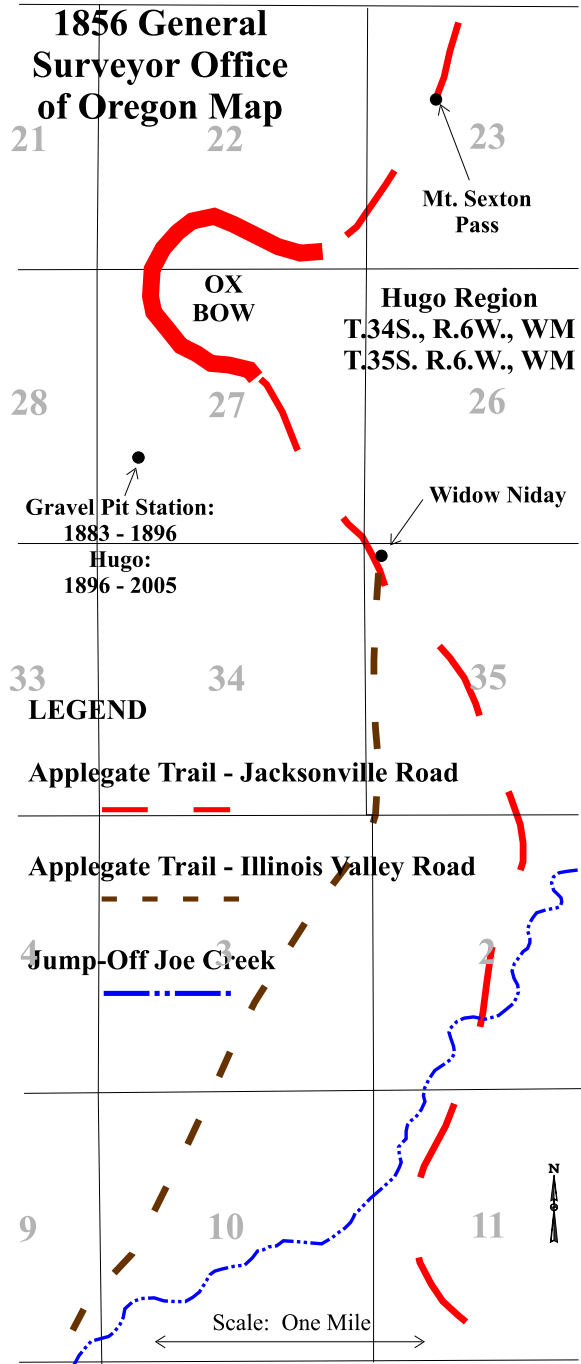 1856 General
Surveyor Office
of Oregon Map
21
22
23
Mt. Sexton
Pass
OX
BOW
Hugo Region
T.34S., R.6W., WM
T.35S. R.6.W., WM
28
27
26
Widow Niday
Gravel Pit Station:
1883 - 1896
Hugo:
1896 - 2005
33
34
35
LEGEND
Applegate Trail - Jacksonville Road
Applegate Trail - Illinois Valley Road
4
3
2
Jump-Off Joe Creek
N
9
10
11
Scale: One Mile